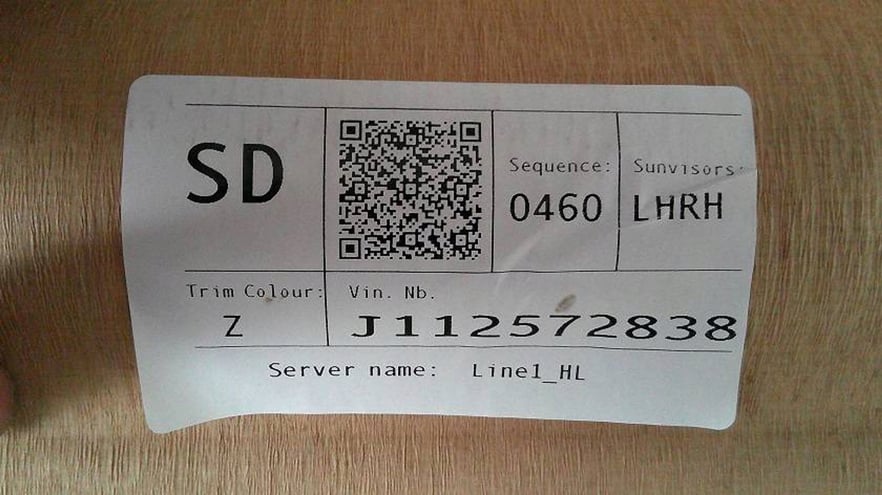 SD
Sequence:
0460
Sunvisors:
LHRH
Trim Colour:
Z
Vin. Nb.
J112572838
Server name: Line1_HL